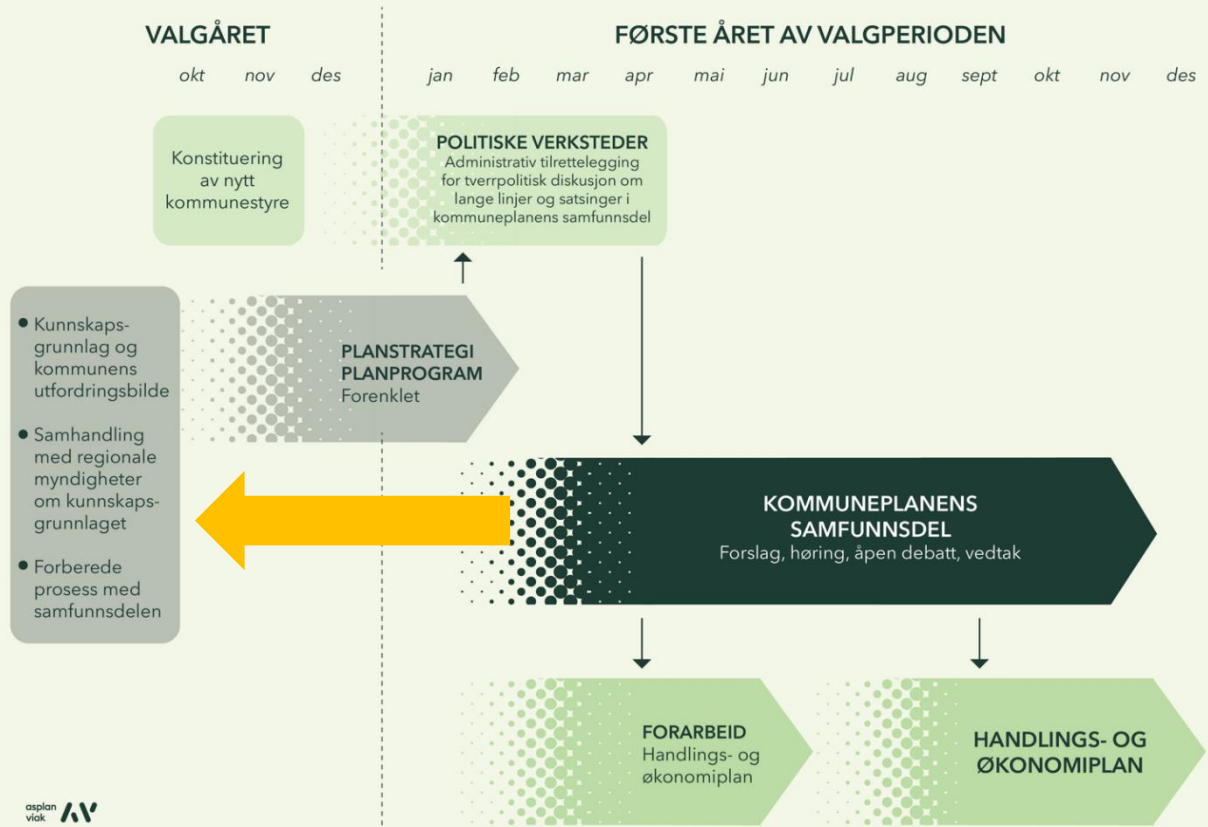 VALGÅRET
FØRSTE ÅRET AV VALGPERIODEN
okt nov des jan feb mar apr mai jun jul aug sept okt nov des
Konstituering
av nytt
kommunestyre
POLITISKE VERKSTEDER
Administrativ tilrettelegging
for tverrpolitisk diskusjon om
lange linjer og satsinger i
kommuneplanens samfunnsdel
• Kunnskaps-
grunnlag og
kommunens
utfordringsbilde
• Samhandling
med regionale
myndigheter
om kunnskaps-
grunnlaget
• Forberede
prosess med
samfunnsdelen
PLANSTRATEGI
PLANPROGRAM
Forenklet
KOMMUNEPLANENS
SAMFUNNSDEL
Forslag, høring, åpen debatt, vedtak
FORARBEID
Handlings- og
økonomiplan
HANDLINGS- OG
ØKONOMIPLAN
asplan
viak